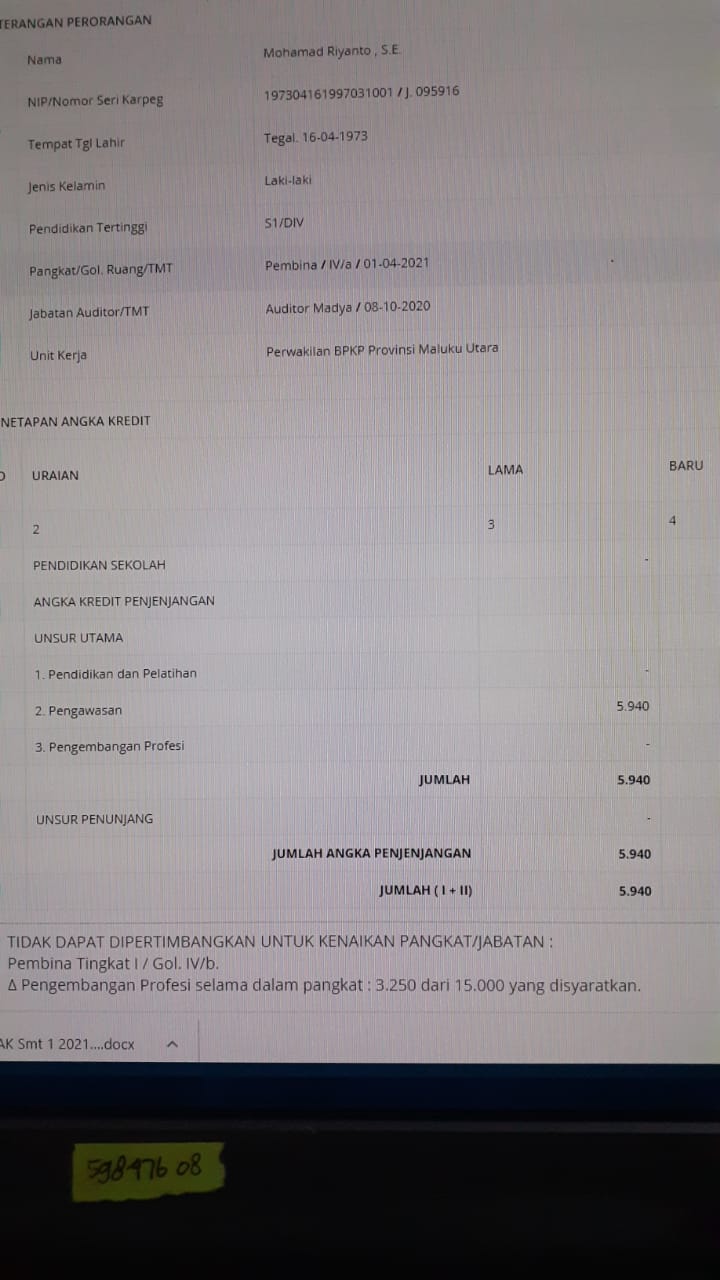 TERANGAN PERORANGAN
Nama Mohamad Riyanto , S.E.
NIP/Nomor Seri Karpeg 197304161997031001 / J. 095916
Tempat Tgl Lahir Tegal. 16-04-1973
Jenis Kelamin Laki-laki
Pendidikan Tertinggi S1/DIV
Pangkat/Gol. Ruang/TMT Pembina / IV/a / 01-04-2021
Jabatan Auditor/TMT Auditor Madya / 08-10-2020
Unit Kerja Perwakilan BPKP Provinsi Maluku Utara
NETAPAN ANGKA KREDIT
O URAIAN LAMA BARU
2 3 4
PENDIDIKAN SEKOLAH -
ANGKA KREDIT PENJENJANGAN
UNSUR UTAMA
1. Pendidikan dan Pelatihan -
2. Pengawasan 5.940
3. Pengembangan Profesi -
JUMLAH 5.940
UNSUR PENUNJANG -
JUMLAH ANGKA PENJENJANGAN 5.940
JUMLAH ( I + II) 5.940
TIDAK DAPAT DIPERTIMBANGKAN UNTUK KENAIKAN PANGKAT/JABATAN :
Pembina Tingkat I / Gol. IV/b.
Δ Pengembangan Profesi selama dalam pangkat : 3.250 dari 15.000 yang disyaratkan.
AK Smt 1 2021....docx
59847608